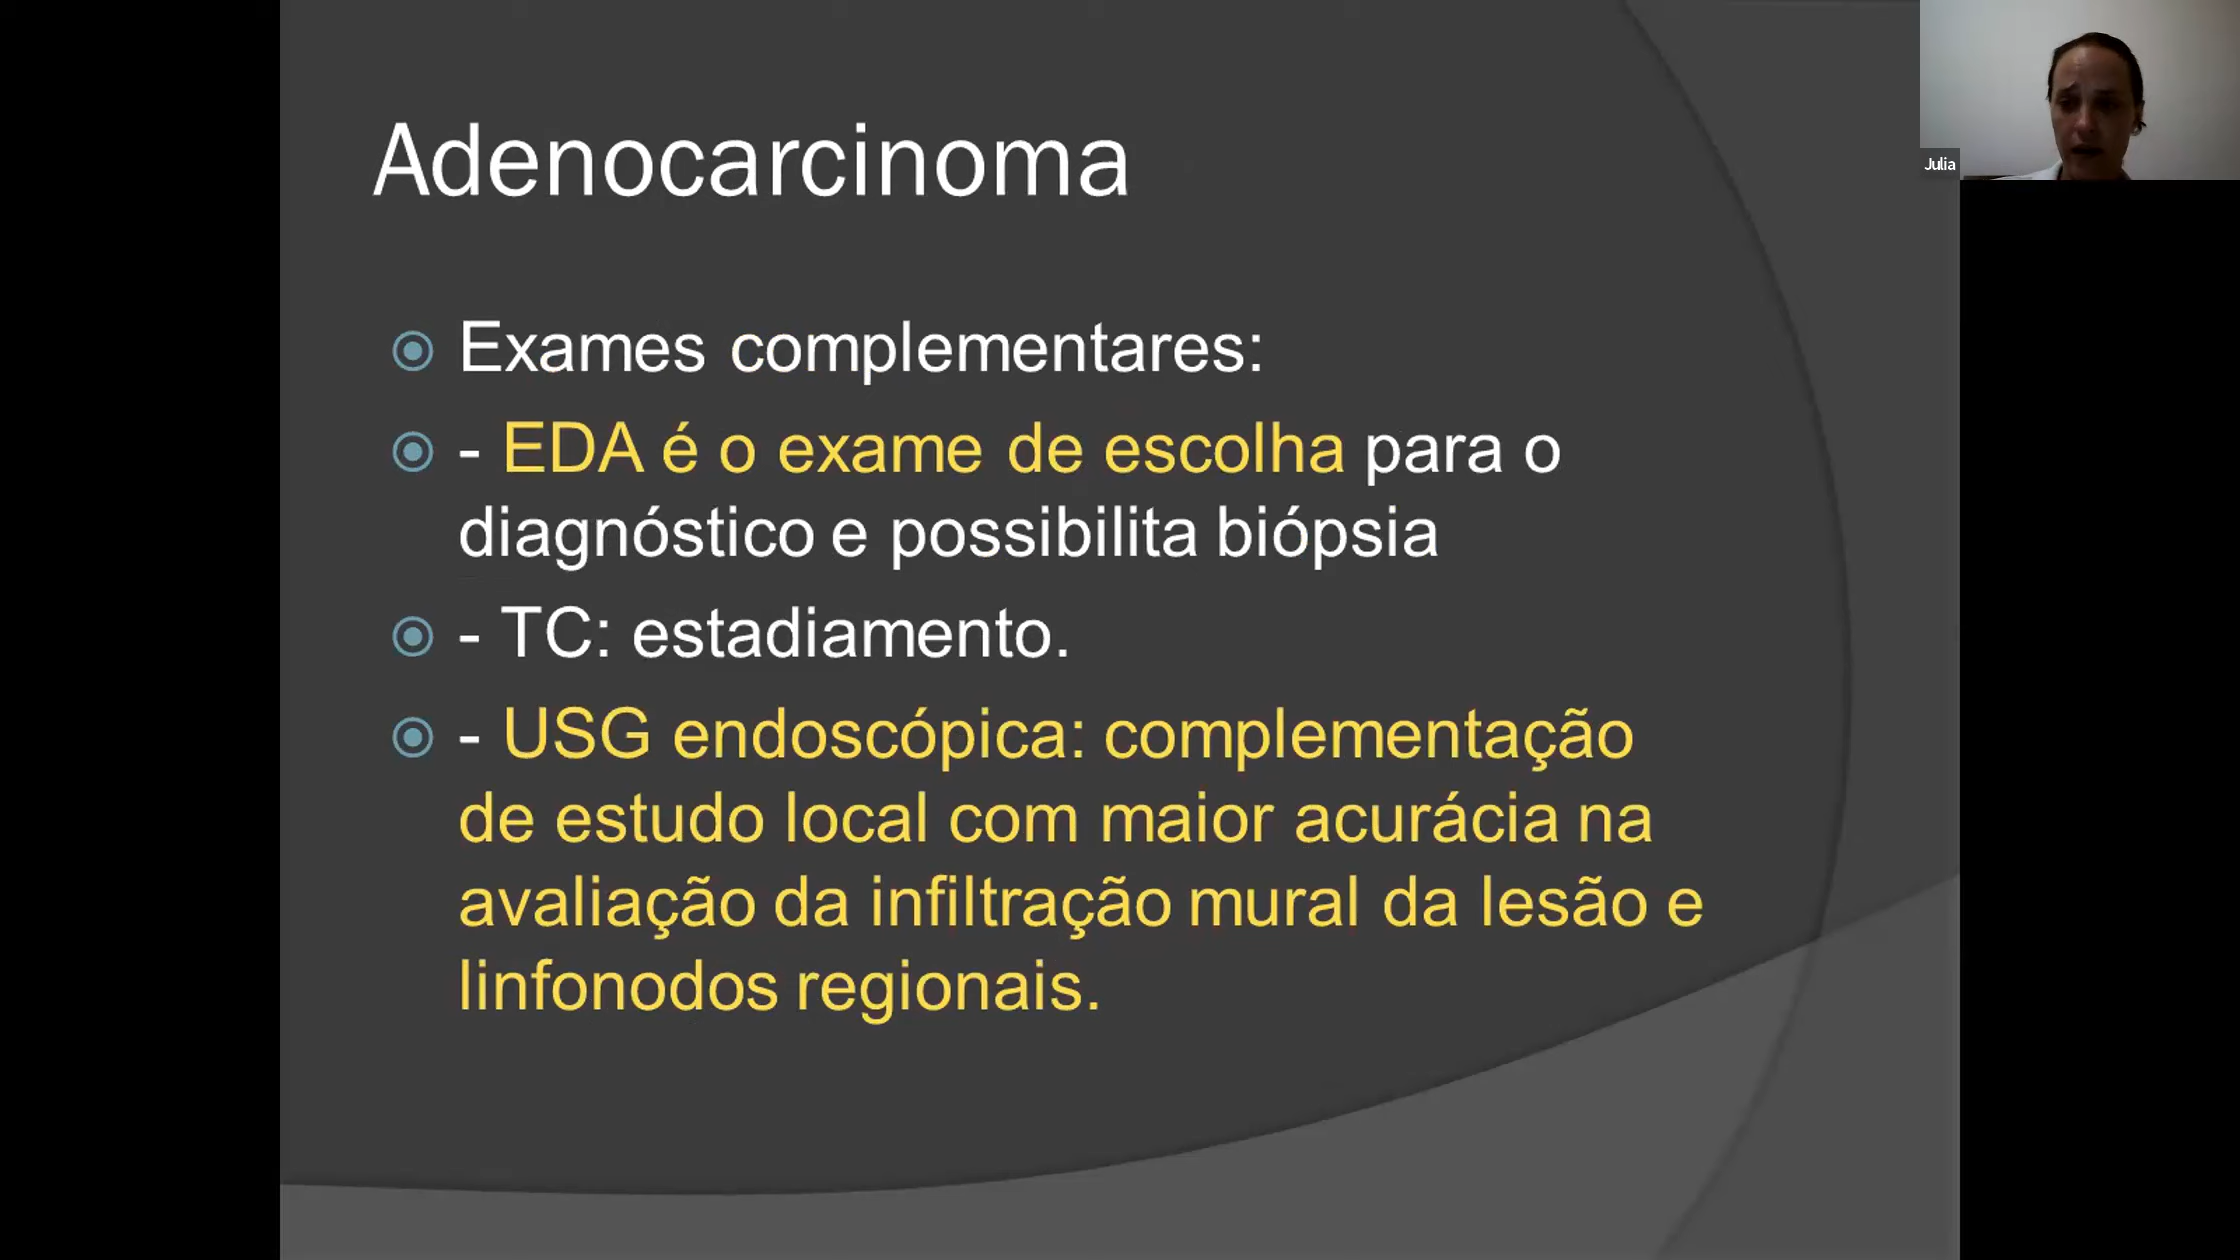 Adenocarcinoma
Julia
Exames complementares:
- EDA é o exame de escolha para o
diagnóstico e possibilita biópsia
- TC: estadiamento.
- USG endoscópica: complementação
de estudo local com maior acurácia na
avaliação da infiltração mural da lesão e
linfonodos regionais.